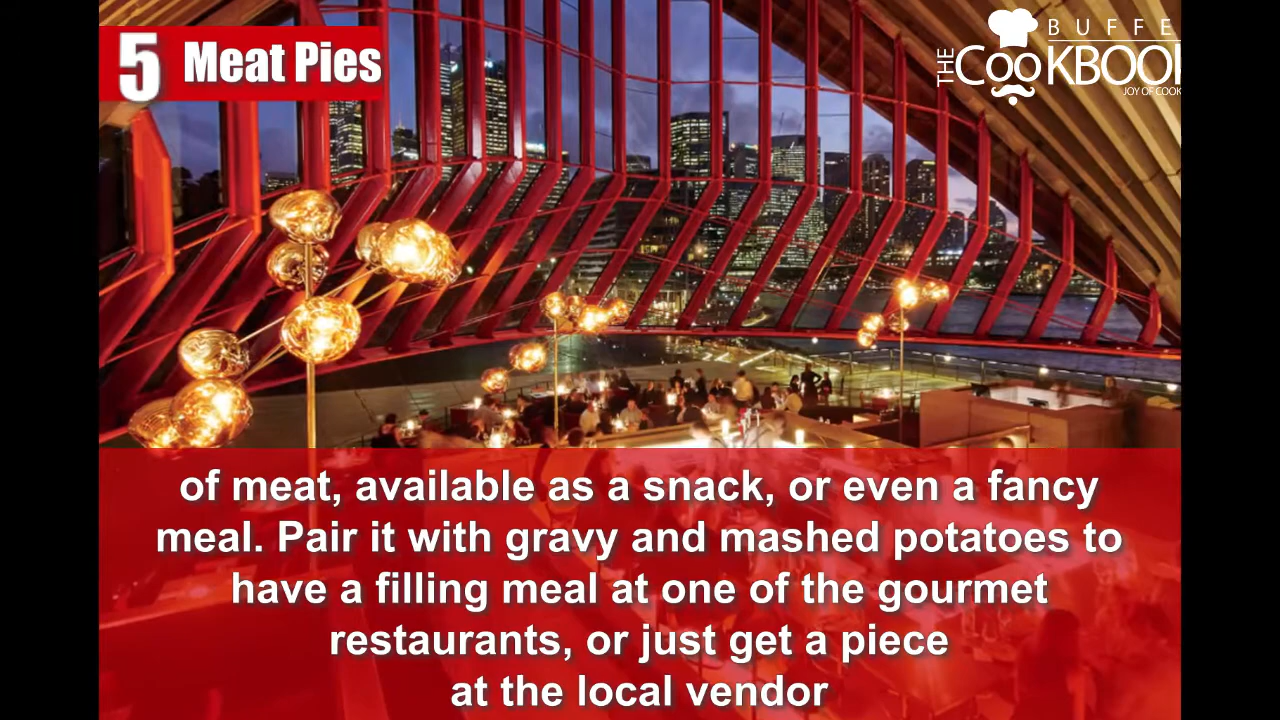 5 Meat Pies
BUFFE
THE COOKBOO
JOY OF COOK
of meat, available as a snack, or even a fancy
meal. Pair it with gravy and mashed potatoes to
have a filling meal at one of the gourmet
restaurants, or just get a piece
at the local vendor